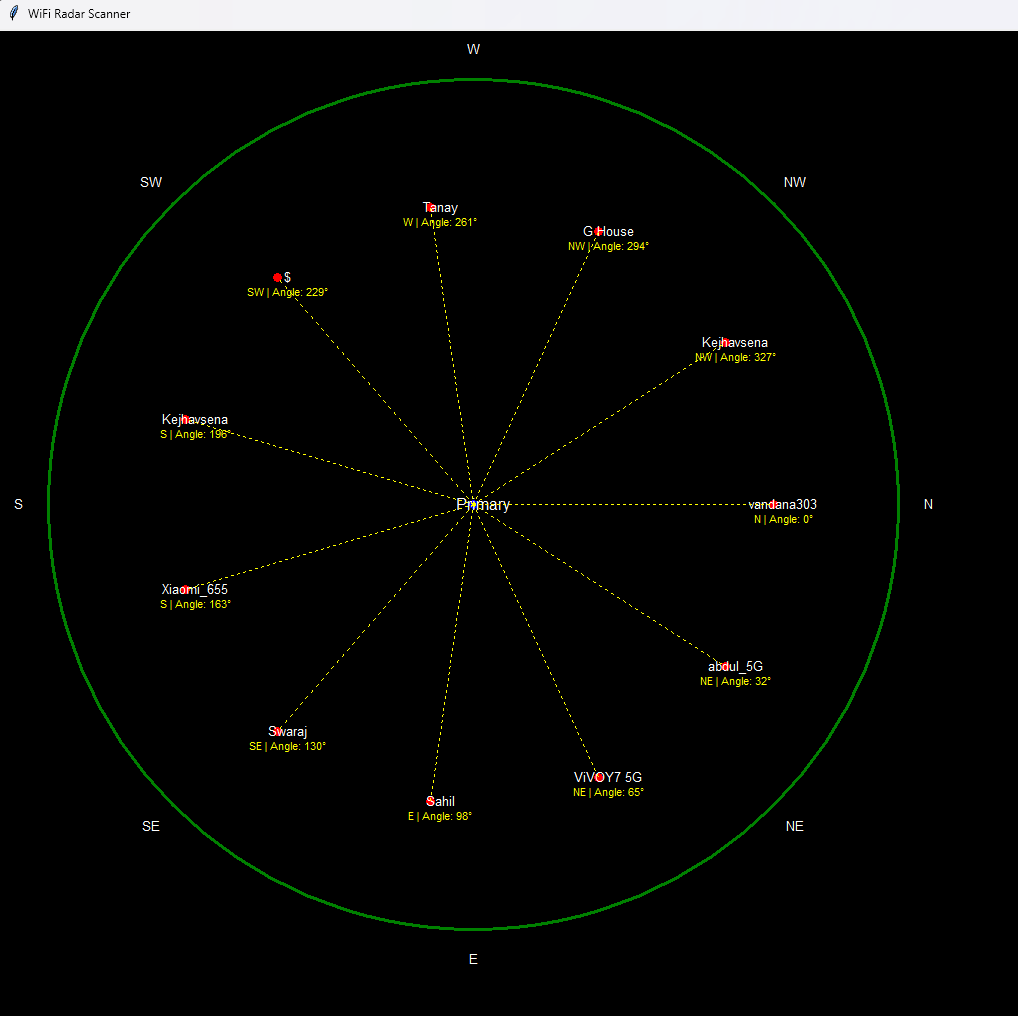 WiFi Radar Scanner
W
SW
NW
Tanay
W | Angle: 261°
G House
NW | Angle: 294°
$
SW | Angle: 229°
Kejhavsena
NW | Angle: 327°
Kejhavsena
S | Angle: 196°
S
Primary
vandana303
N | Angle: 0°
N
Xiaomi_655
S | Angle: 163°
abdul_5G
NE | Angle: 32°
Swaraj
SE | Angle: 130°
ViVOY7 5G
NE | Angle: 65°
Sahil
E | Angle: 98°
SE
NE
E